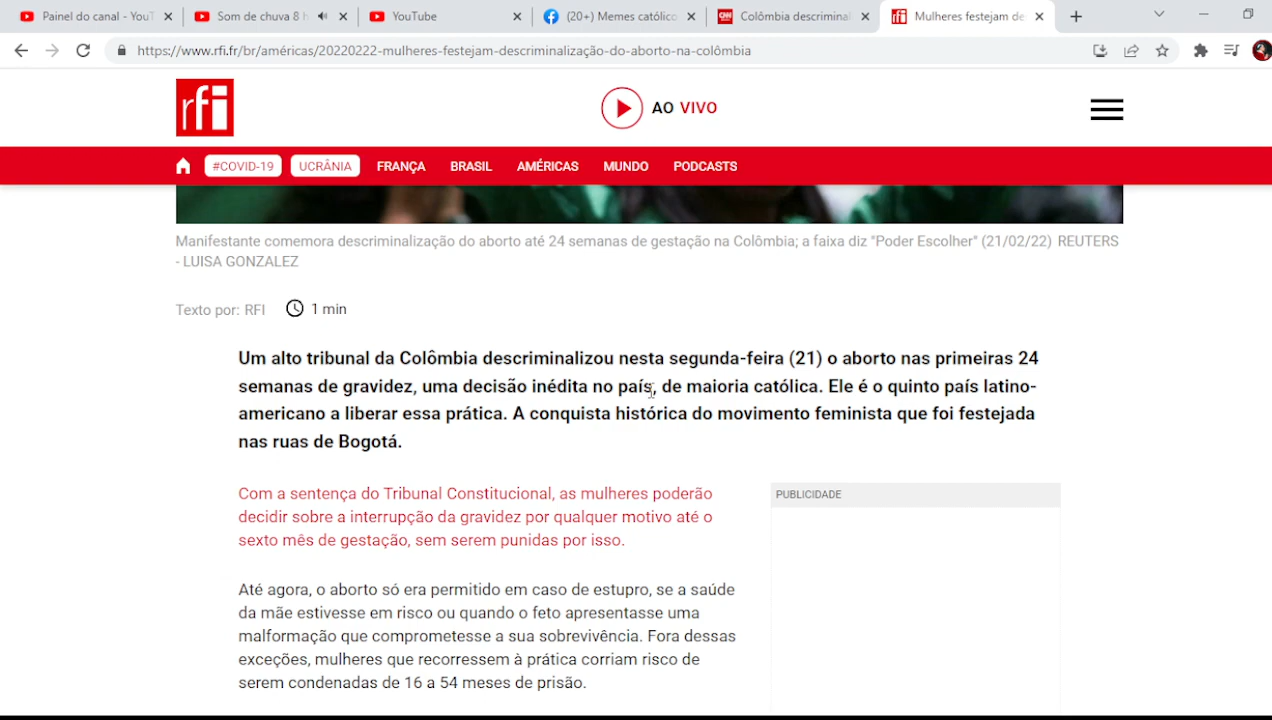 Painel do canal - YouT
Som de chuva 8 h
YouTube
(20+) Memes católico
CNN
Colômbia descriminal
rfi
Mulheres festejam de
https://www.rfi.fr/br/américas/20220222-mulheres-festejam-descriminalização-do-aborto-na-colômbia
rfi
AO VIVO
#COVID-19 UCRÂNIA FRANÇA BRASIL AMÉRICAS MUNDO PODCASTS
Manifestante comemora descriminalização do aborto até 24 semanas de gestação na Colômbia; a faixa diz "Poder Escolher" (21/02/22) REUTERS
- LUISA GONZALEZ
Texto por: RFI 1 min
Um alto tribunal da Colômbia descriminalizou nesta segunda-feira (21) o aborto nas primeiras 24
semanas de gravidez, uma decisão inédita no país, de maioria católica. Ele é o quinto país latino-
americano a liberar essa prática. A conquista histórica do movimento feminista que foi festejada
nas ruas de Bogotá.
Com a sentença do Tribunal Constitucional, as mulheres poderão
decidir sobre a interrupção da gravidez por qualquer motivo até o
sexto mês de gestação, sem serem punidas por isso.
PUBLICIDADE
Até agora, o aborto só era permitido em caso de estupro, se a saúde
da mãe estivesse em risco ou quando o feto apresentasse uma
malformação que comprometesse a sua sobrevivência. Fora dessas
exceções, mulheres que recorressem à prática corriam risco de
serem condenadas de 16 a 54 meses de prisão.